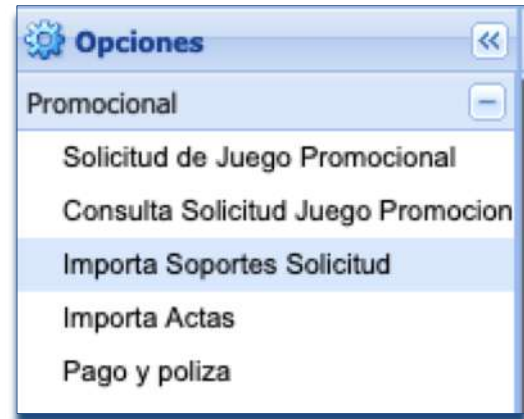 Opciones
Promocional
Solicitud de Juego Promocional
Consulta Solicitud Juego Promocion
Importa Soportes Solicitud
Importa Actas
Pago y poliza